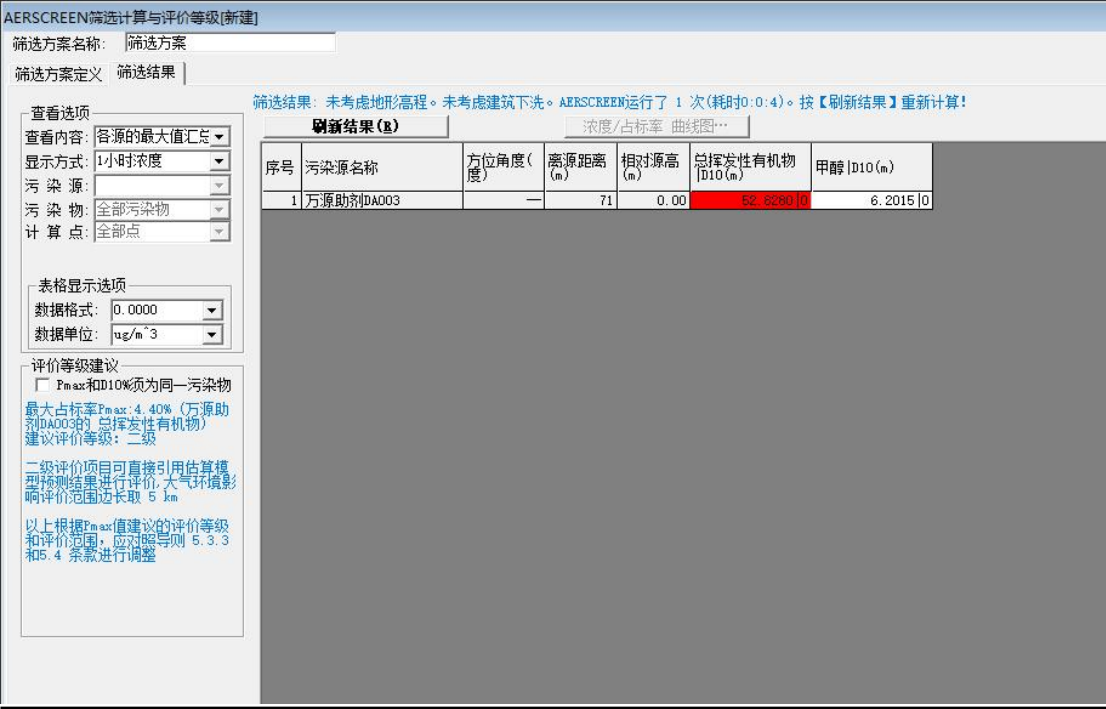 AERSCREEN筛选计算与评价等级[新建]
筛选方案名称: 筛选方案
筛选方案定义 筛选结果
筛选结果: 未考虑地形高程。未考虑建筑下洗。AERSCREEN运行了 1 次(耗时0:0:4)。按【刷新结果】重新计算!
刷新结果(R) 浓度/占标率 曲线图…
查看选项
查看内容: 各源的最大值汇总
显示方式: 1小时浓度
污 染 源:
污 染 物: 全部污染物
计 算 点: 全部点
表格显示选项
数据格式: 0.0000
数据单位: ug/m^3
评价等级建议
Pmax和D10%须为同一污染物
最大占标率Pmax:4.40% (万源助
剂DA003的 总挥发性有机物)
建议评价等级: 二级
二级评价项目可直接引用估算模
型预测结果进行评价,大气环境影
响评价范围边长取 5 km
以上根据Pmax值建议的评价等级
和评价范围, 应对照导则 5.3.3
和5.4 条款进行调整
序号 污染源名称 方位角度(度) 离源距离(m) 相对源高(m) 总挥发性有机物|D10(m) 甲醇|D10(m)
1 万源助剂DA003 — 71 0.00 52.8280|0 6.2015|0